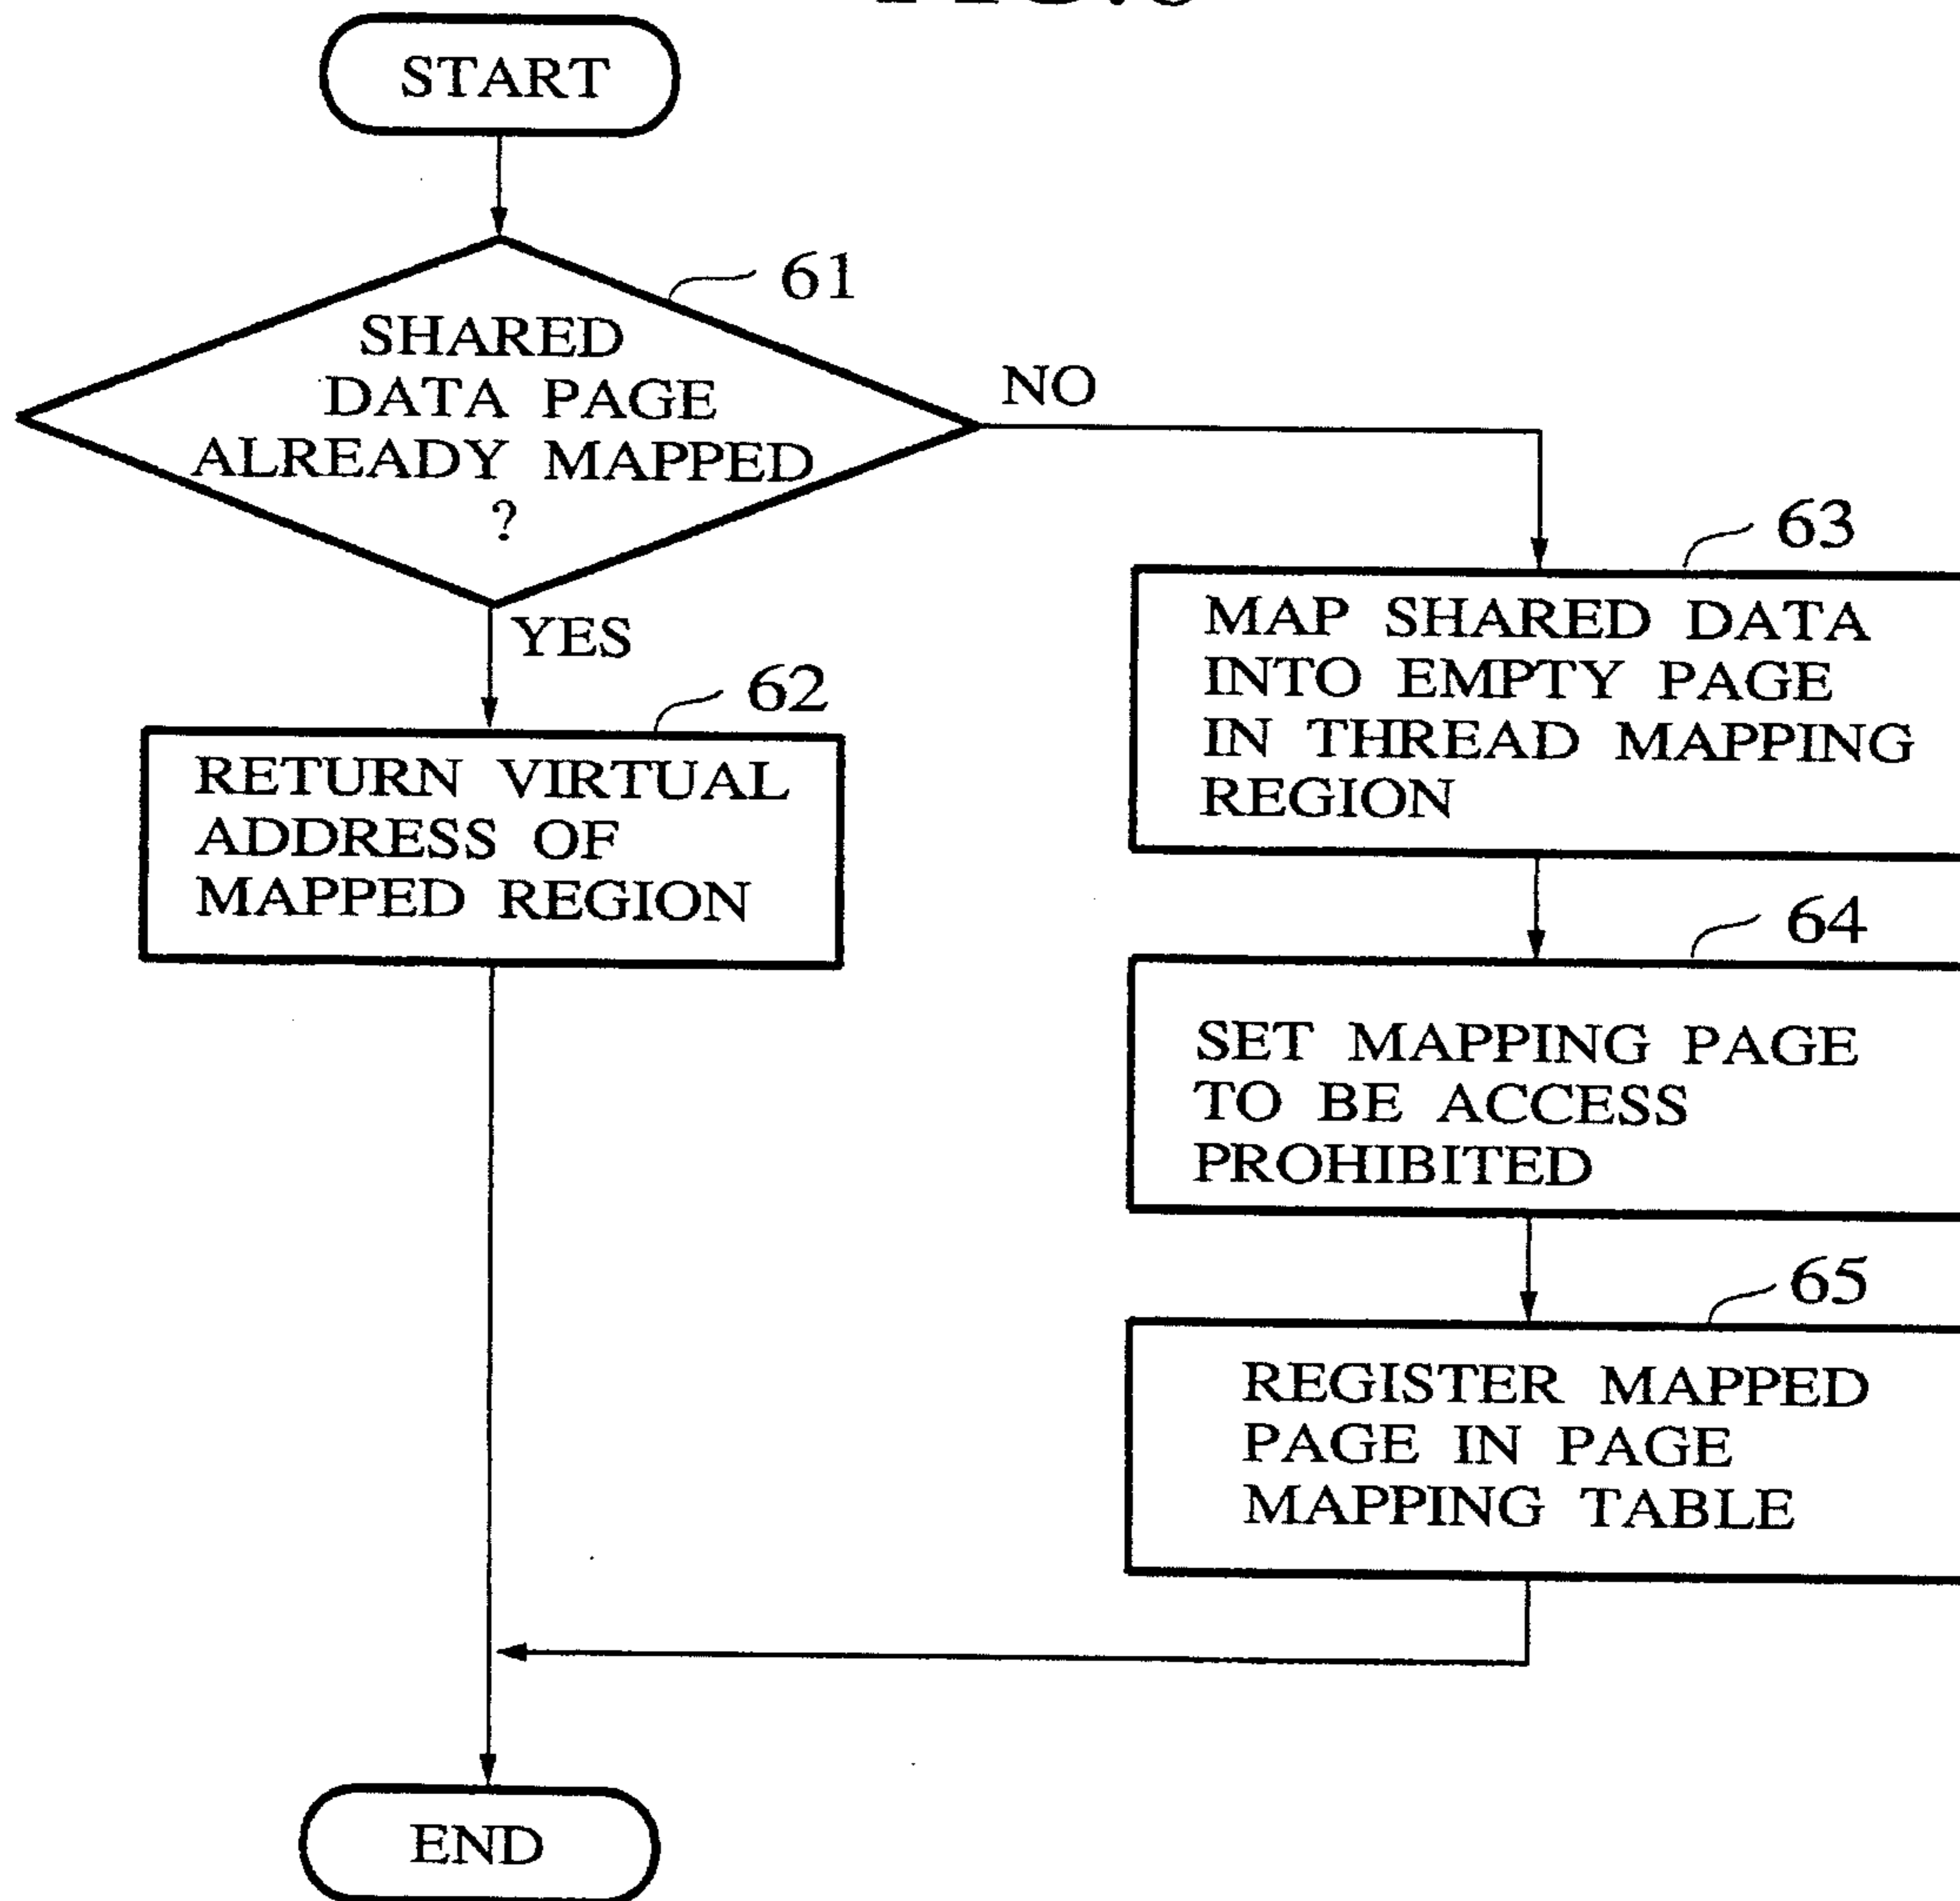 START
61
SHARED
DATA PAGE
ALREADY MAPPED
?
NO
YES
62
RETURN VIRTUAL
ADDRESS OF
MAPPED REGION
63
MAP SHARED DATA
INTO EMPTY PAGE
IN THREAD MAPPING
REGION
64
SET MAPPING PAGE
TO BE ACCESS
PROHIBITED
65
REGISTER MAPPED
PAGE IN PAGE
MAPPING TABLE
END